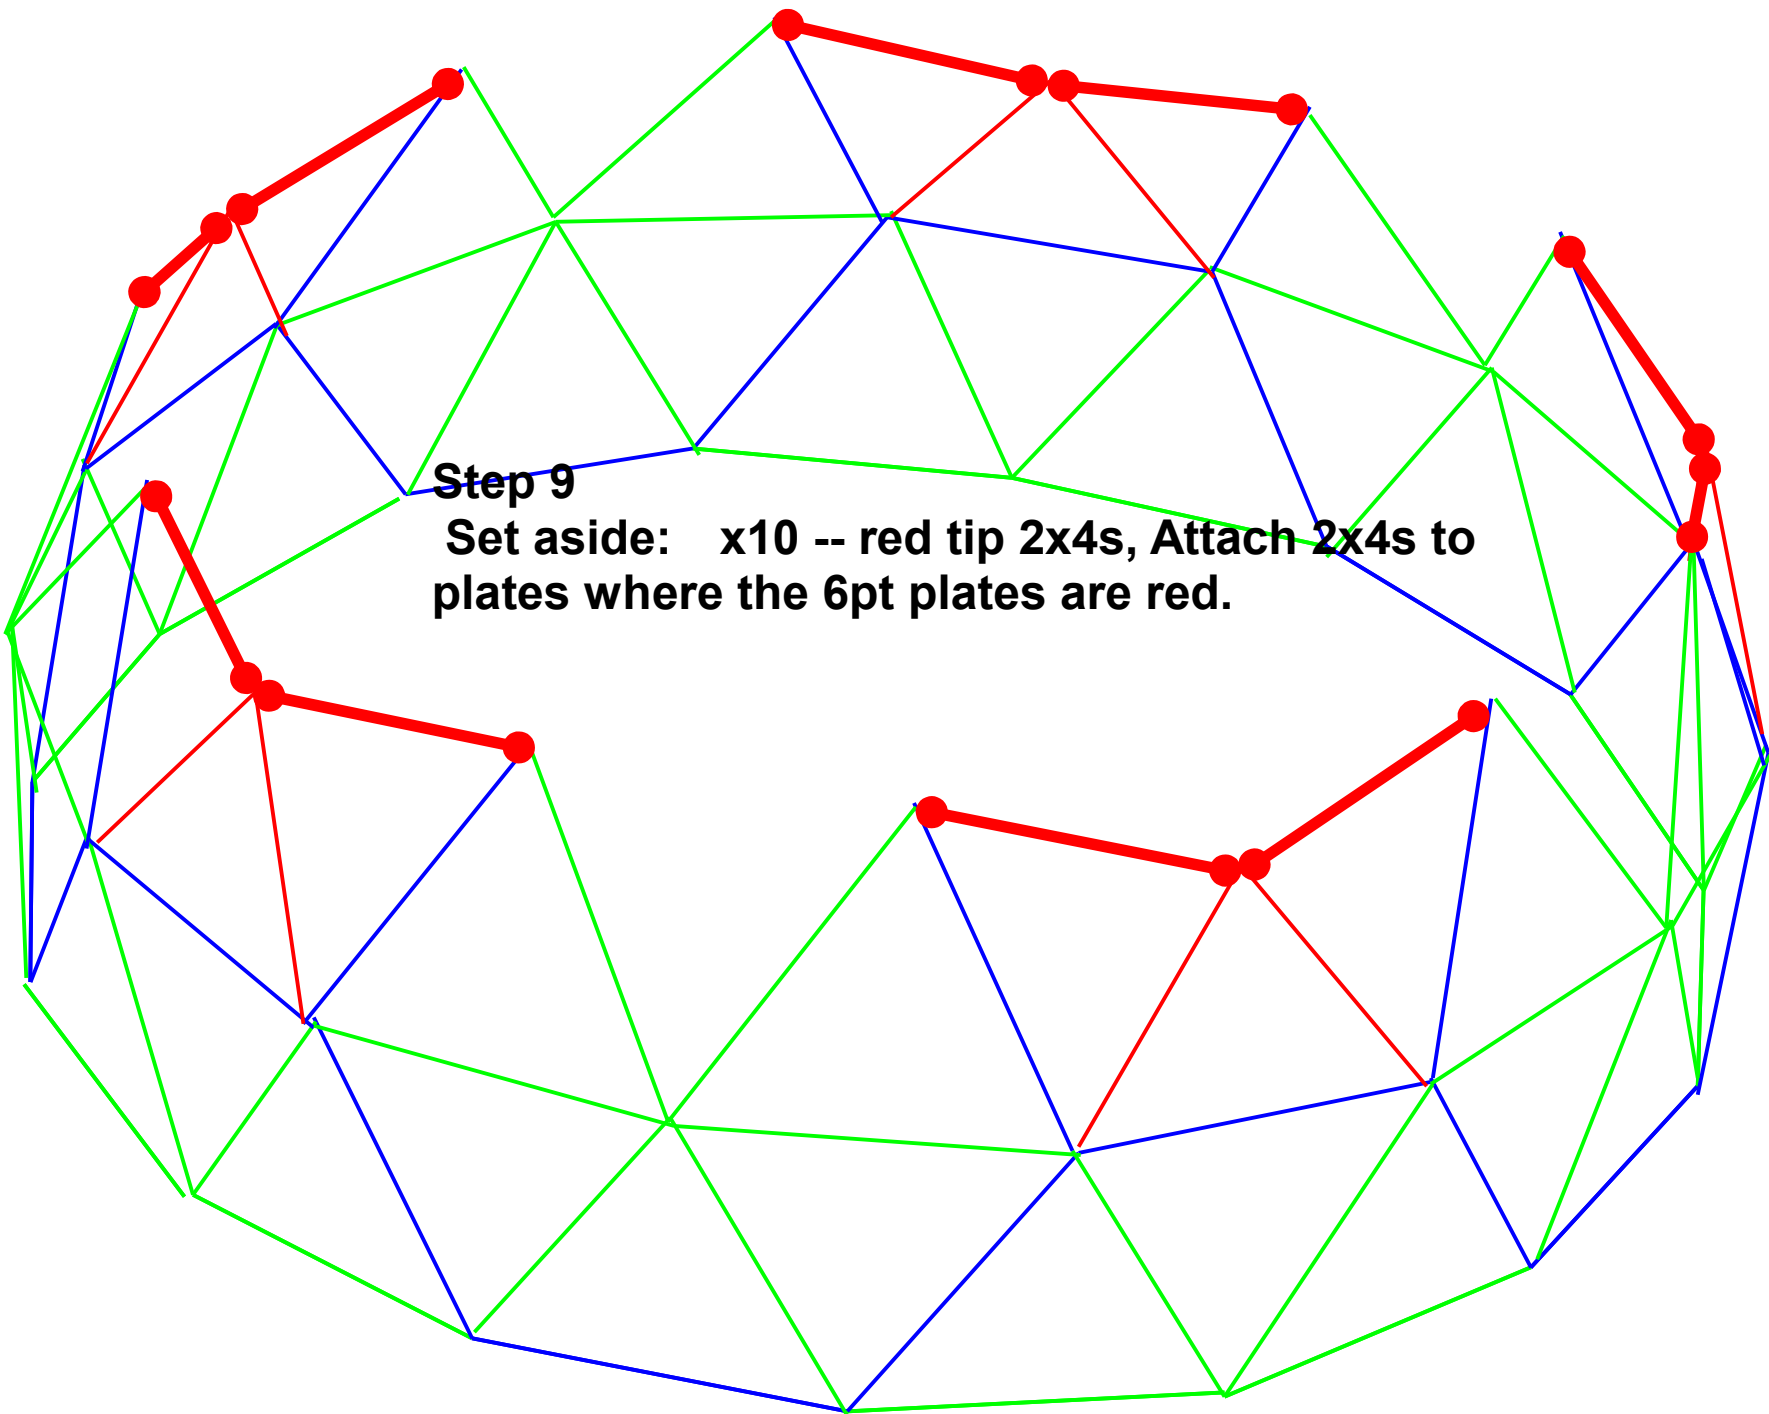 Step 9
Set aside: x10 -- red tip 2x4s, Attach 2x4s to
plates where the 6pt plates are red.